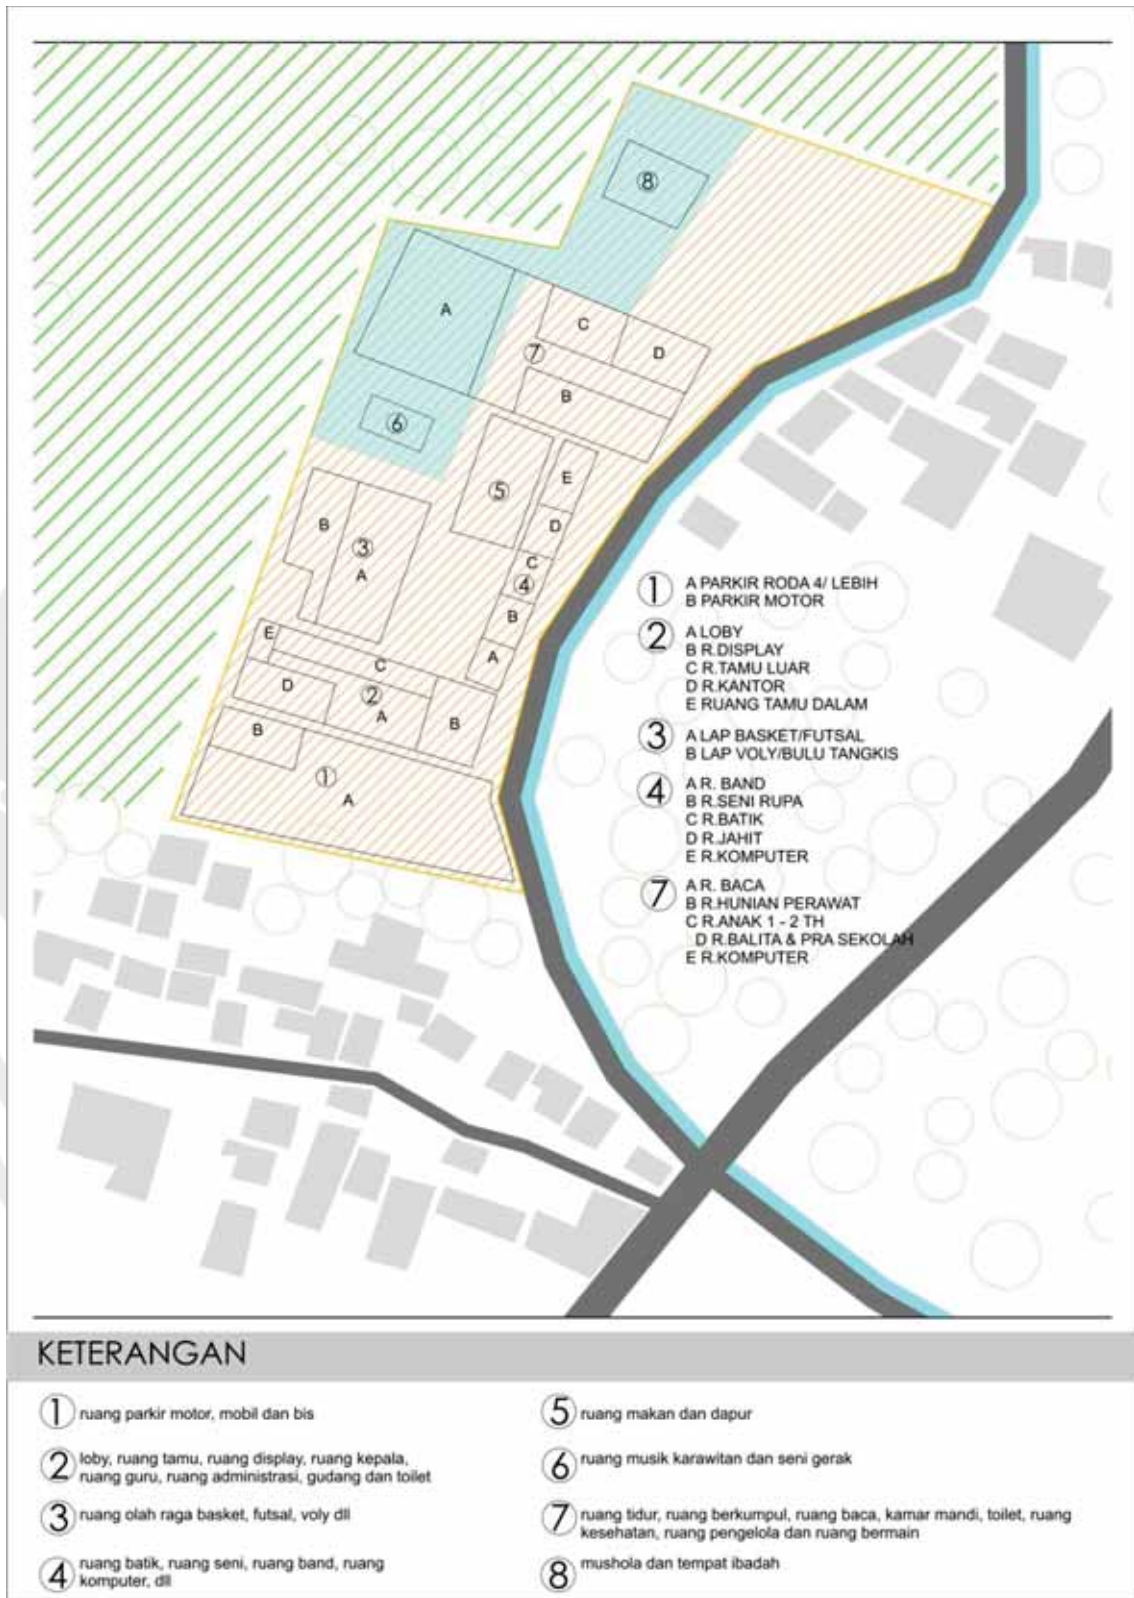 8
A
C
7
D
B
6
E
5
B
D
3
C
A
4
B
E
A
C
D
2
A
B
B
1
A
1
A PARKIR RODA 4/ LEBIH
B PARKIR MOTOR
2
A LOBY
B R.DISPLAY
C R.TAMU LUAR
D R.KANTOR
E RUANG TAMU DALAM
3
A LAP BASKET/FUTSAL
B LAP VOLY/BULU TANGKIS
4
A R. BAND
B R.SENI RUPA
C R.BATIK
D R.JAHIT
E R.KOMPUTER
7
A R. BACA
B R.HUNIAN PERAWAT
C R.ANAK 1 - 2 TH
D R.BALITA & PRA SEKOLAH
E R.KOMPUTER
KETERANGAN
1 ruang parkir motor, mobil dan bis
2 loby, ruang tamu, ruang display, ruang kepala,
ruang guru, ruang administrasi, gudang dan toilet
3 ruang olah raga basket, futsal, voly dll
4 ruang batik, ruang seni, ruang band, ruang
komputer, dll
5 ruang makan dan dapur
6 ruang musik karawitan dan seni gerak
7 ruang tidur, ruang berkumpul, ruang baca, kamar mandi, toilet, ruang
kesehatan, ruang pengelola dan ruang bermain
8 mushola dan tempat ibadah